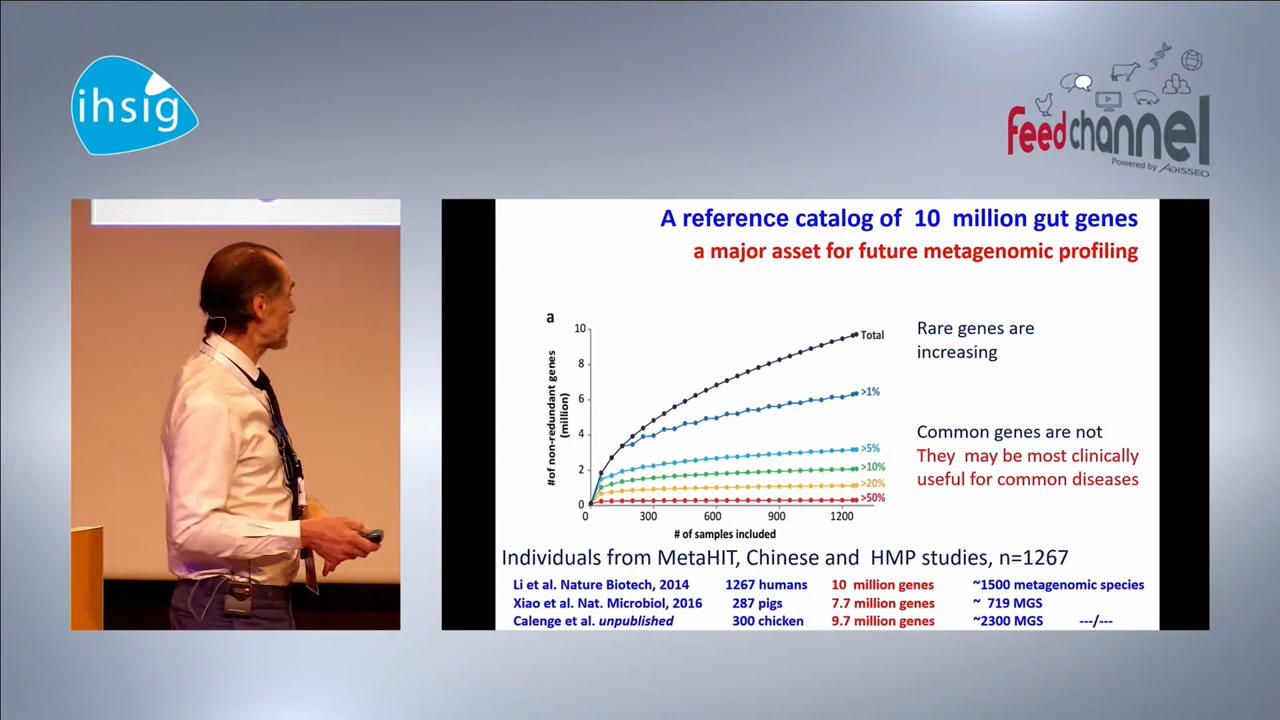 ihsig
feedchannel
Powered by ADISSEO
A reference catalog of 10 million gut genes
a major asset for future metagenomic profiling
a
#of non-redundant genes
(million)
10
8
6
4
2
0
0
300
600
900
1200
# of samples included
Total
>1%
>5%
>10%
>20%
>50%
Rare genes are
increasing
Common genes are not
They may be most clinically
useful for common diseases
Individuals from MetaHIT, Chinese and HMP studies, n=1267
Li et al. Nature Biotech, 2014 1267 humans 10 million genes ~1500 metagenomic species
Xiao et al. Nat. Microbiol, 2016 287 pigs 7.7 million genes ~ 719 MGS
Calenge et al. unpublished 300 chicken 9.7 million genes ~2300 MGS ---/---